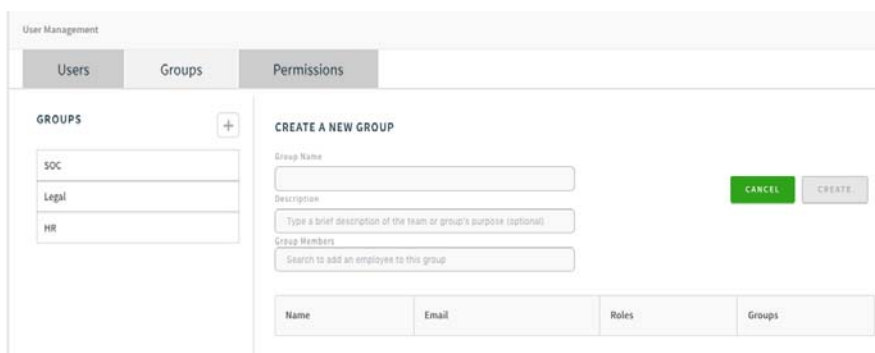 User Management
Users Groups Permissions
GROUPS
+
SOC
Legal
HR
CREATE A NEW GROUP
Group Name
CANCEL CREATE
Description
Type a brief description of the team or group's purpose (optional)
Group Members
Search to add an employee to this group
Name Email Roles Groups